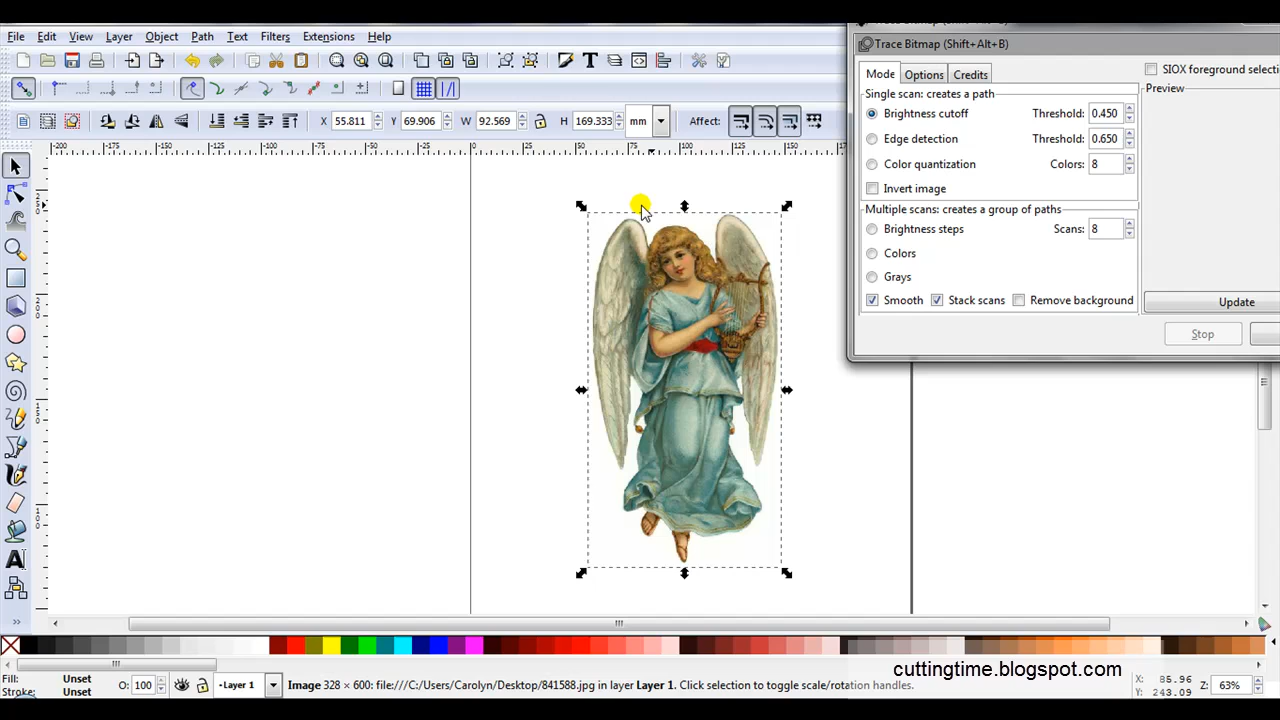 File Edit View Layer Object Path Text Filters Extensions Help
X 55.811 Y 69.906 W 92.569 H 169.333 mm Affect:
Trace Bitmap (Shift+Alt+B)
Mode Options Credits
SIOX foreground selecti
Preview
Single scan: creates a path
Brightness cutoff Threshold: 0.450
Edge detection Threshold: 0.650
Color quantization Colors: 8
Invert image
Multiple scans: creates a group of paths
Brightness steps Scans: 8
Colors
Grays
Smooth Stack scans Remove background
Update
Stop
cuttingtime.blogspot.com
Fill: Unset
Stroke: Unset
O: 100
Layer 1
Image 328 × 600: file:///C:/Users/Carolyn/Desktop/841588.jpg in layer Layer 1. Click selection to toggle scale/rotation handles.
X: 85.96
Y: 243.09
Z: 63%